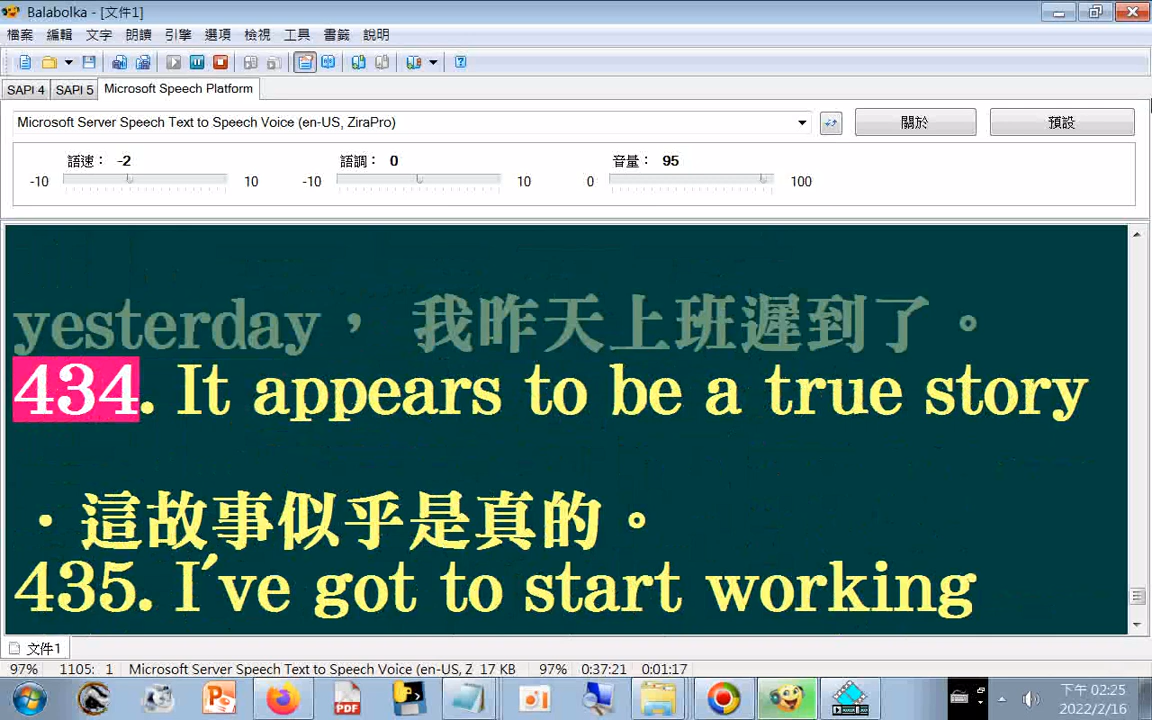 Balabolka - [文件1]
檔案 編輯 文字 朗讀 引擎 選項 檢視 工具 書籤 說明
SAPI 4 SAPI 5 Microsoft Speech Platform
Microsoft Server Speech Text to Speech Voice (en-US, ZiraPro) 關於 預設
語速： -2 語調： 0 音量： 95
-10 10 -10 10 0 100
yesterday， 我昨天上班遲到了。
434. It appears to be a true story
．這故事似乎是真的。
435. I've got to start working
文件1
97% 1105: 1 Microsoft Server Speech Text to Speech Voice (en-US, Z 17 KB 97% 0:37:21 0:01:17
下午 02:25
2022/2/16